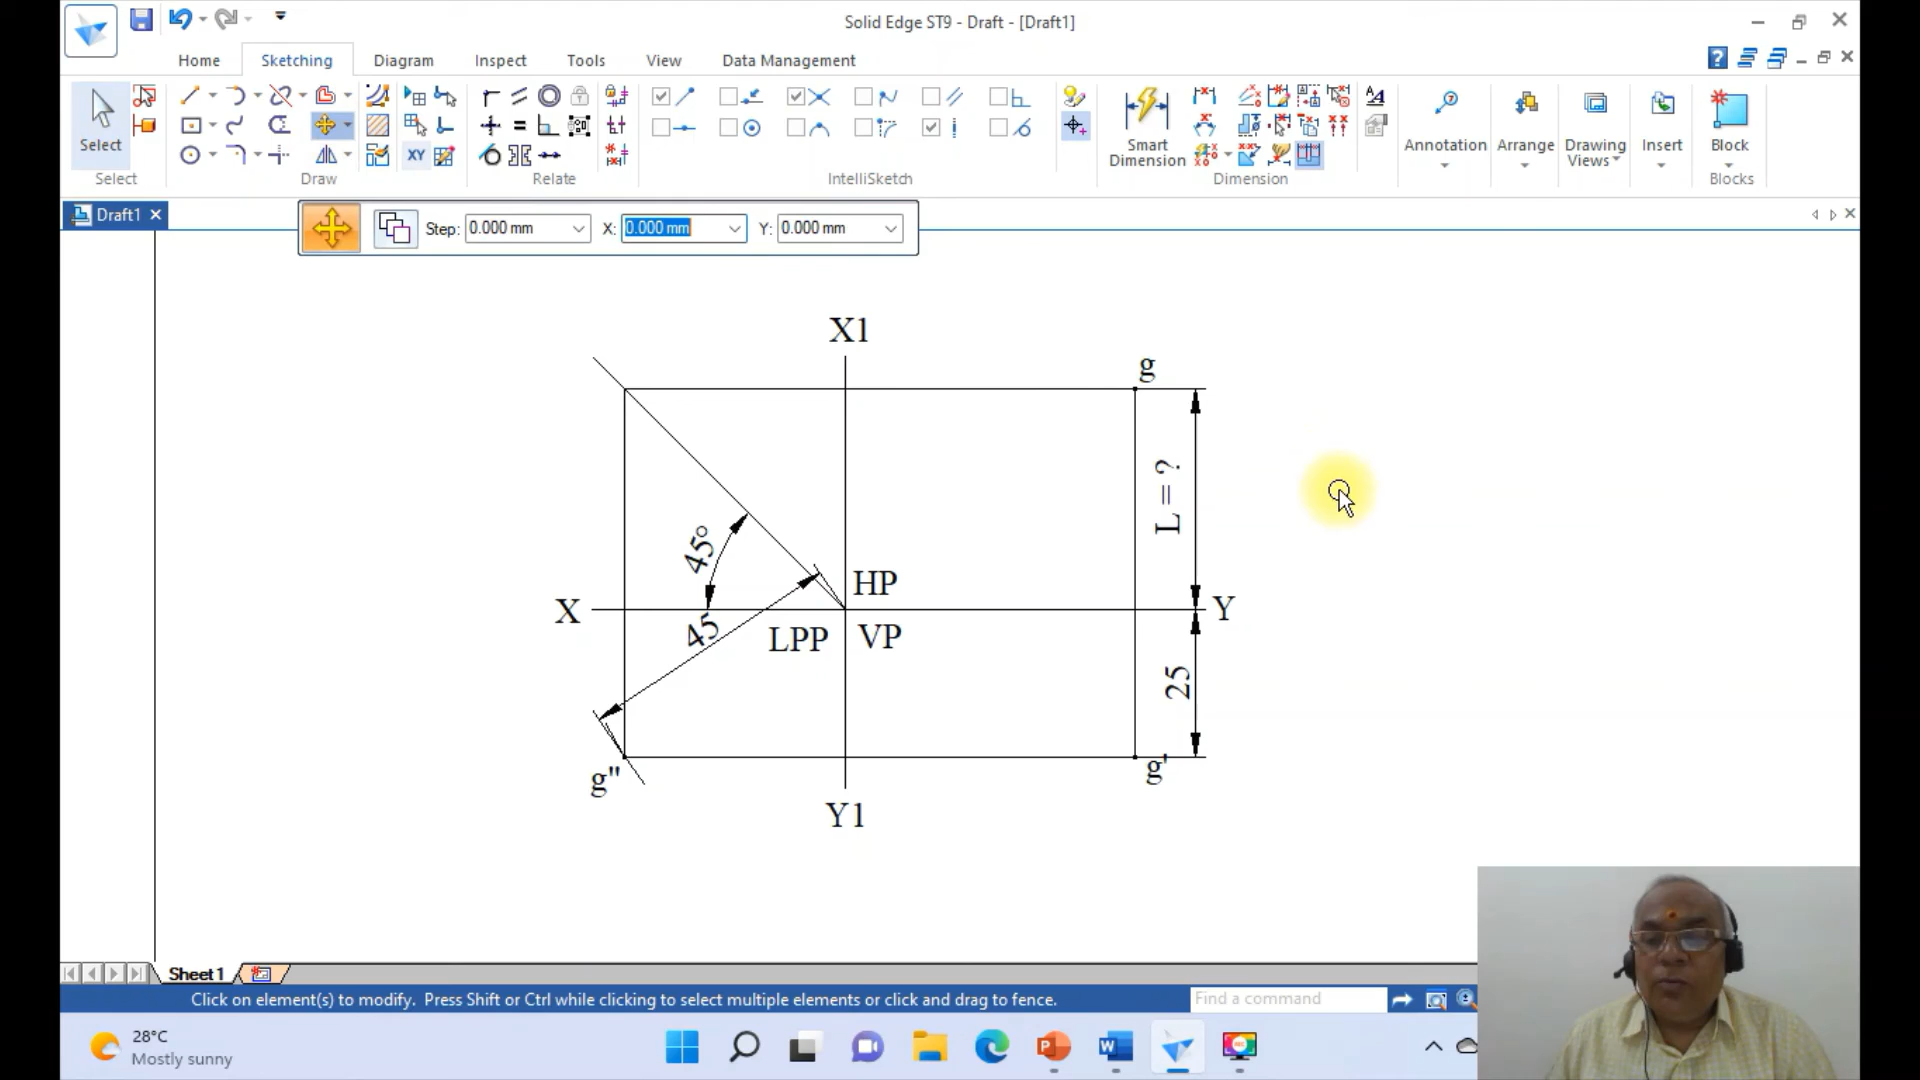 Solid Edge ST9 - Draft - [Draft1]
Home Sketching Diagram Inspect Tools View Data Management
Select
Select
Draw
XY
Relate
IntelliSketch
Smart Dimension
Dimension
A
Annotation
Arrange
Drawing Views
Insert
Block
Blocks
Draft1
Step: 0.000 mm X: 0.000 mm Y: 0.000 mm
X1
g
L = ?
45°
HP
X
Y
45
LPP
VP
25
g"
g'
Y1
Sheet1
Click on element(s) to modify. Press Shift or Ctrl while clicking to select multiple elements or click and drag to fence.
Find a command
28°C
Mostly sunny